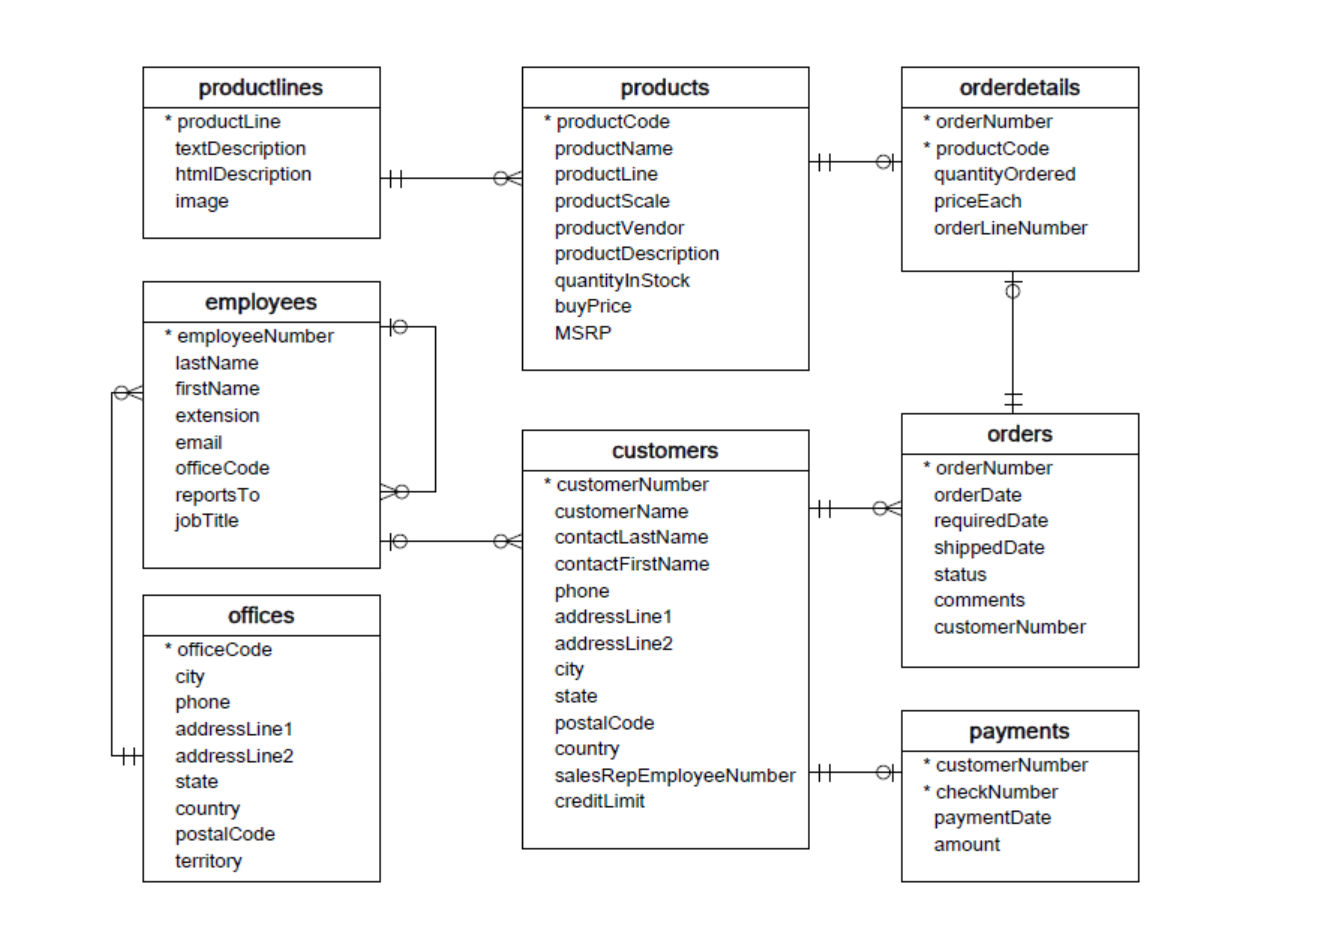 productlines
* productLine
textDescription
htmlDescription
image
products
* productCode
productName
productLine
productScale
productVendor
productDescription
quantityInStock
buyPrice
MSRP
orderdetails
* orderNumber
* productCode
quantityOrdered
priceEach
orderLineNumber
employees
* employeeNumber
lastName
firstName
extension
email
officeCode
reportsTo
jobTitle
customers
* customerNumber
customerName
contactLastName
contactFirstName
phone
addressLine1
addressLine2
city
state
postalCode
country
salesRepEmployeeNumber
creditLimit
orders
* orderNumber
orderDate
requiredDate
shippedDate
status
comments
customerNumber
offices
* officeCode
city
phone
addressLine1
addressLine2
state
country
postalCode
territory
payments
* customerNumber
* checkNumber
paymentDate
amount